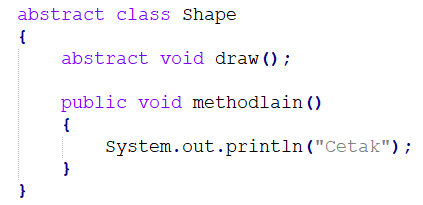 abstract class Shape
{
    abstract void draw();

    public void methodlain()
    {
        System.out.println("Cetak");
    }
}